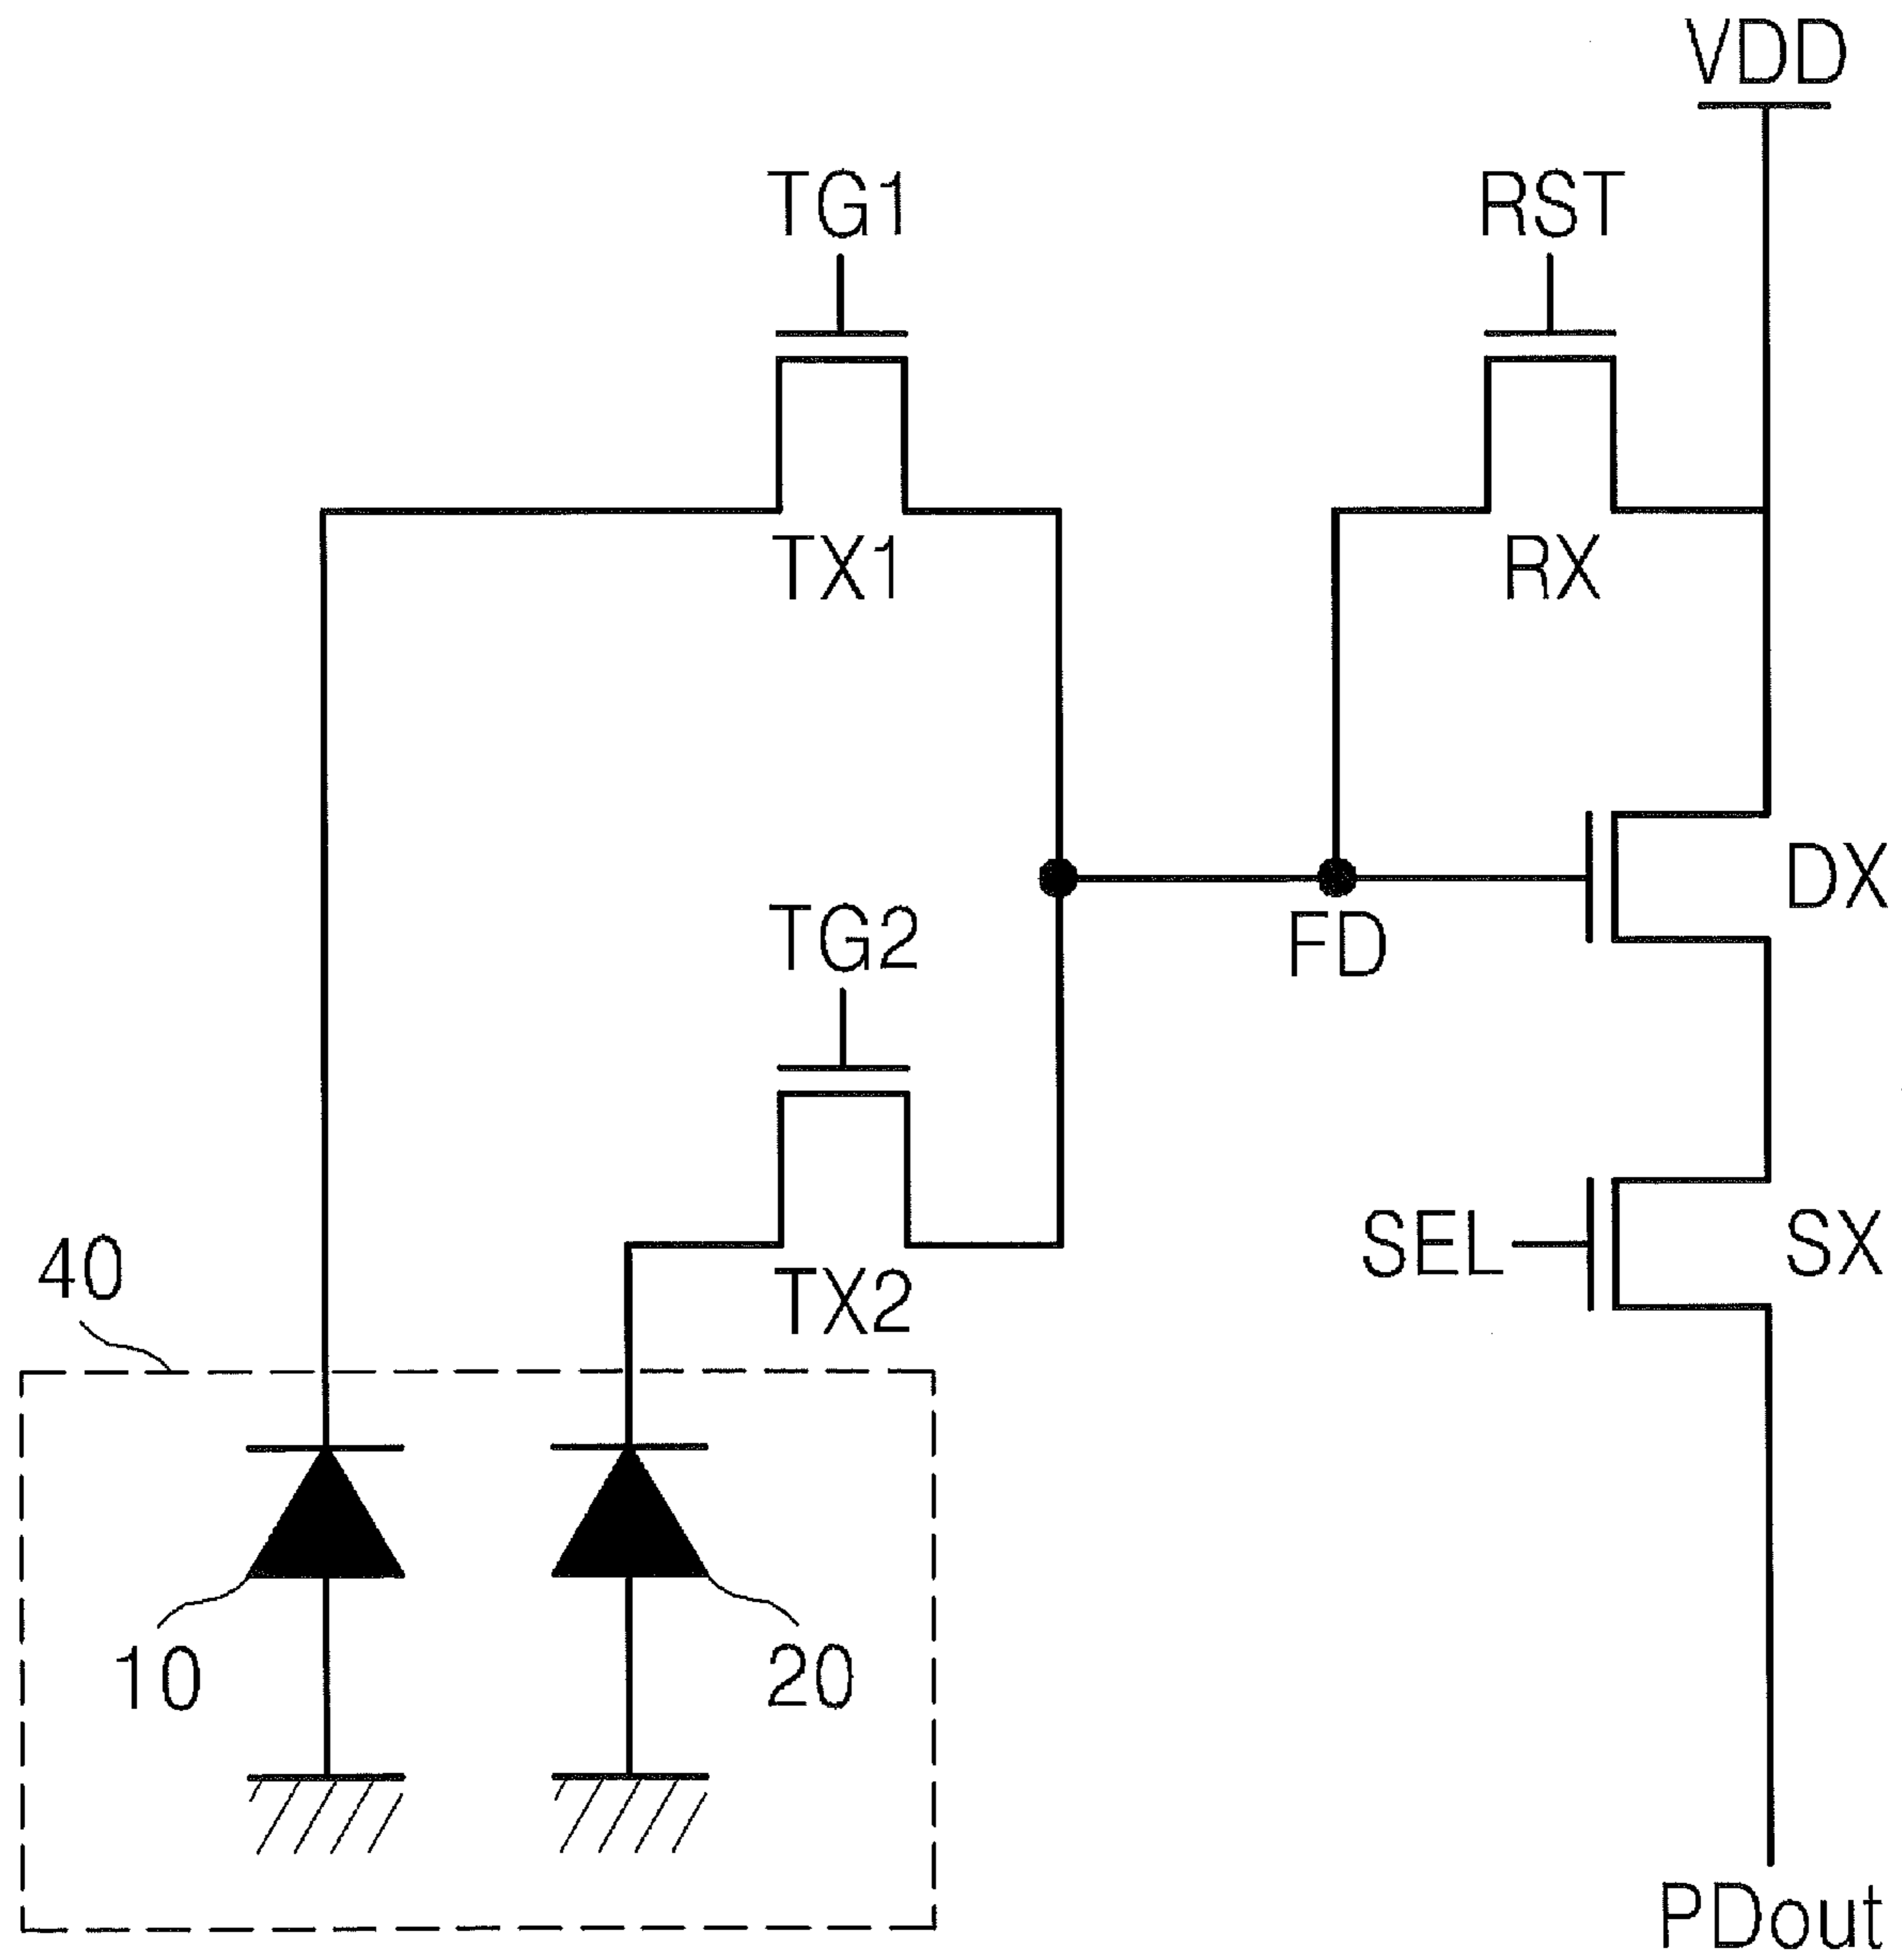 VDD
TG1
RST
TX1
RX
DX
TG2
FD
SEL
SX
40
TX2
10
20
PDout